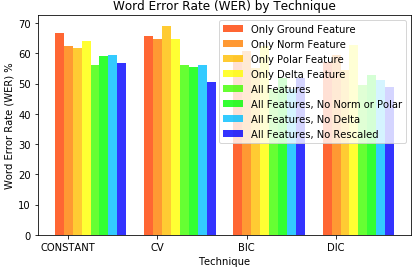 Word Error Rate (WER) by Technique
70
60
50
40
30
20
10
0
Word Error Rate (WER) %
Only Ground Feature
Only Norm Feature
Only Polar Feature
Only Delta Feature
All Features
All Features, No Norm or Polar
All Features, No Delta
All Features, No Rescaled
CONSTANT
CV
BIC
DIC
Technique